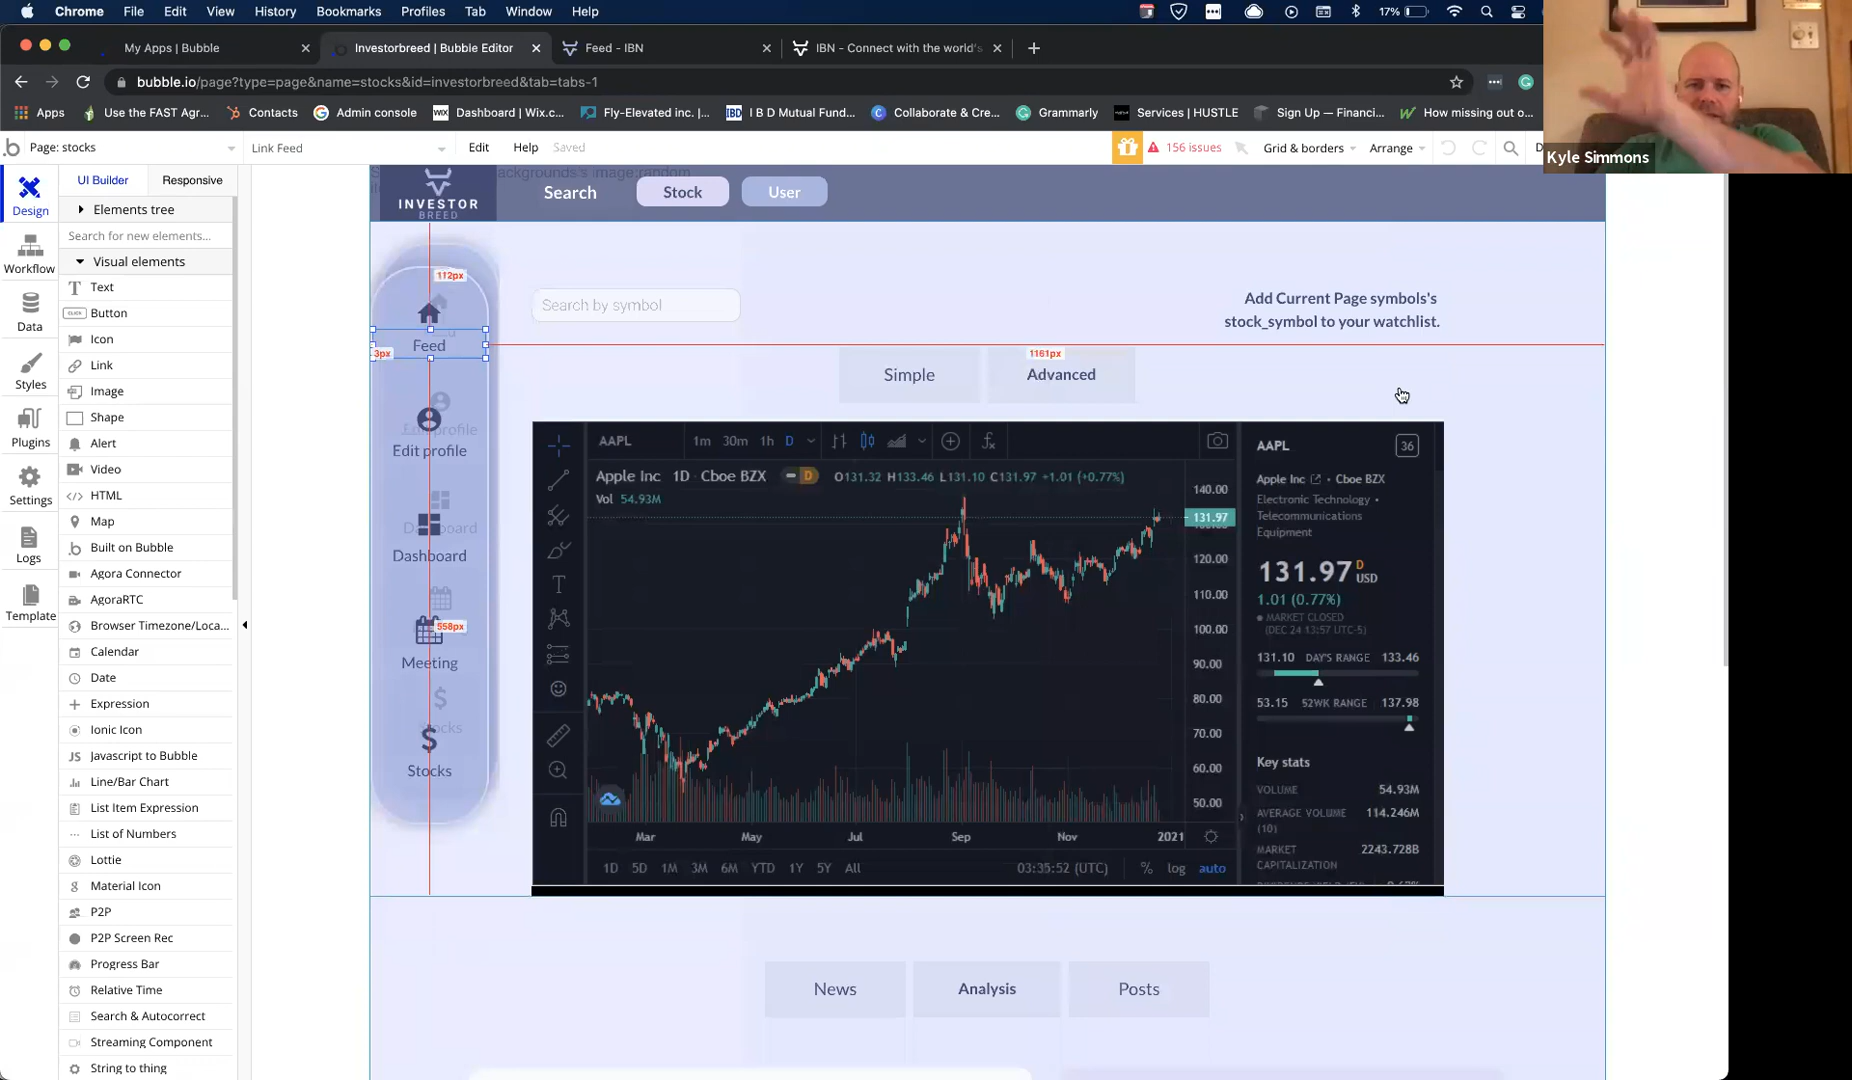 Chrome File Edit View History Bookmarks Profiles Tab Window Help
17%
My Apps | Bubble
Investorbreed | Bubble Editor
Feed - IBN
IBN - Connect with the world's
bubble.io/page?type=page&name=stocks&id=investorbreed&tab=tabs-1
Apps
Use the FAST Agr...
Contacts
Admin console
Dashboard | Wix.c...
Fly-Elevated inc. |...
IBD
I B D Mutual Fund...
Collaborate & Cre...
Grammarly
Services | HUSTLE
Sign Up — Financi...
How missing out o...
Kyle Simmons
Page: stocks
Link Feed
Edit
Help
Saved
156 issues
Grid & borders
Arrange
UI Builder
Responsive
Elements tree
Search for new elements...
Visual elements
Text
Button
Icon
Link
Image
Shape
Alert
Video
HTML
Map
Built on Bubble
Agora Connector
AgoraRTC
Browser Timezone/Loca...
Calendar
Date
Expression
Ionic Icon
Javascript to Bubble
Line/Bar Chart
List Item Expression
List of Numbers
Lottie
Material Icon
P2P
P2P Screen Rec
Progress Bar
Relative Time
Search & Autocorrect
Streaming Component
String to thing
Design
Workflow
Data
Styles
Plugins
Settings
Logs
Template
INVESTOR
BREED
Search
Stock
User
112px
Feed
3px
Edit profile
Edit profile
Dashboard
Dashboard
558px
Meeting
Stocks
Stocks
Search by symbol
Add Current Page symbols's
stock_symbol to your watchlist.
1161px
Simple
Advanced
AAPL
1m 30m 1h D
Apple Inc 1D Cboe BZX
D
O131.32 H133.46 L131.10 C131.97 +1.01 (+0.77%)
Vol 54.93M
140.00
131.97
120.00
110.00
100.00
90.00
80.00
70.00
60.00
50.00
Mar May Jul Sep Nov 2021
1D 5D 1M 3M 6M YTD 1Y 5Y All
03:35:52 (UTC)
% log auto
AAPL
36
Apple Inc • Cboe BZX
Electronic Technology •
Telecommunications
Equipment
131.97 D USD
1.01 (0.77%)
MARKET CLOSED
(DEC 24 13:57 UTC-5)
131.10 DAY'S RANGE 133.46
53.15 52WK RANGE 137.98
Key stats
VOLUME 54.93M
AVERAGE VOLUME (10) 114.246M
MARKET CAPITALIZATION 2243.728B
News
Analysis
Posts